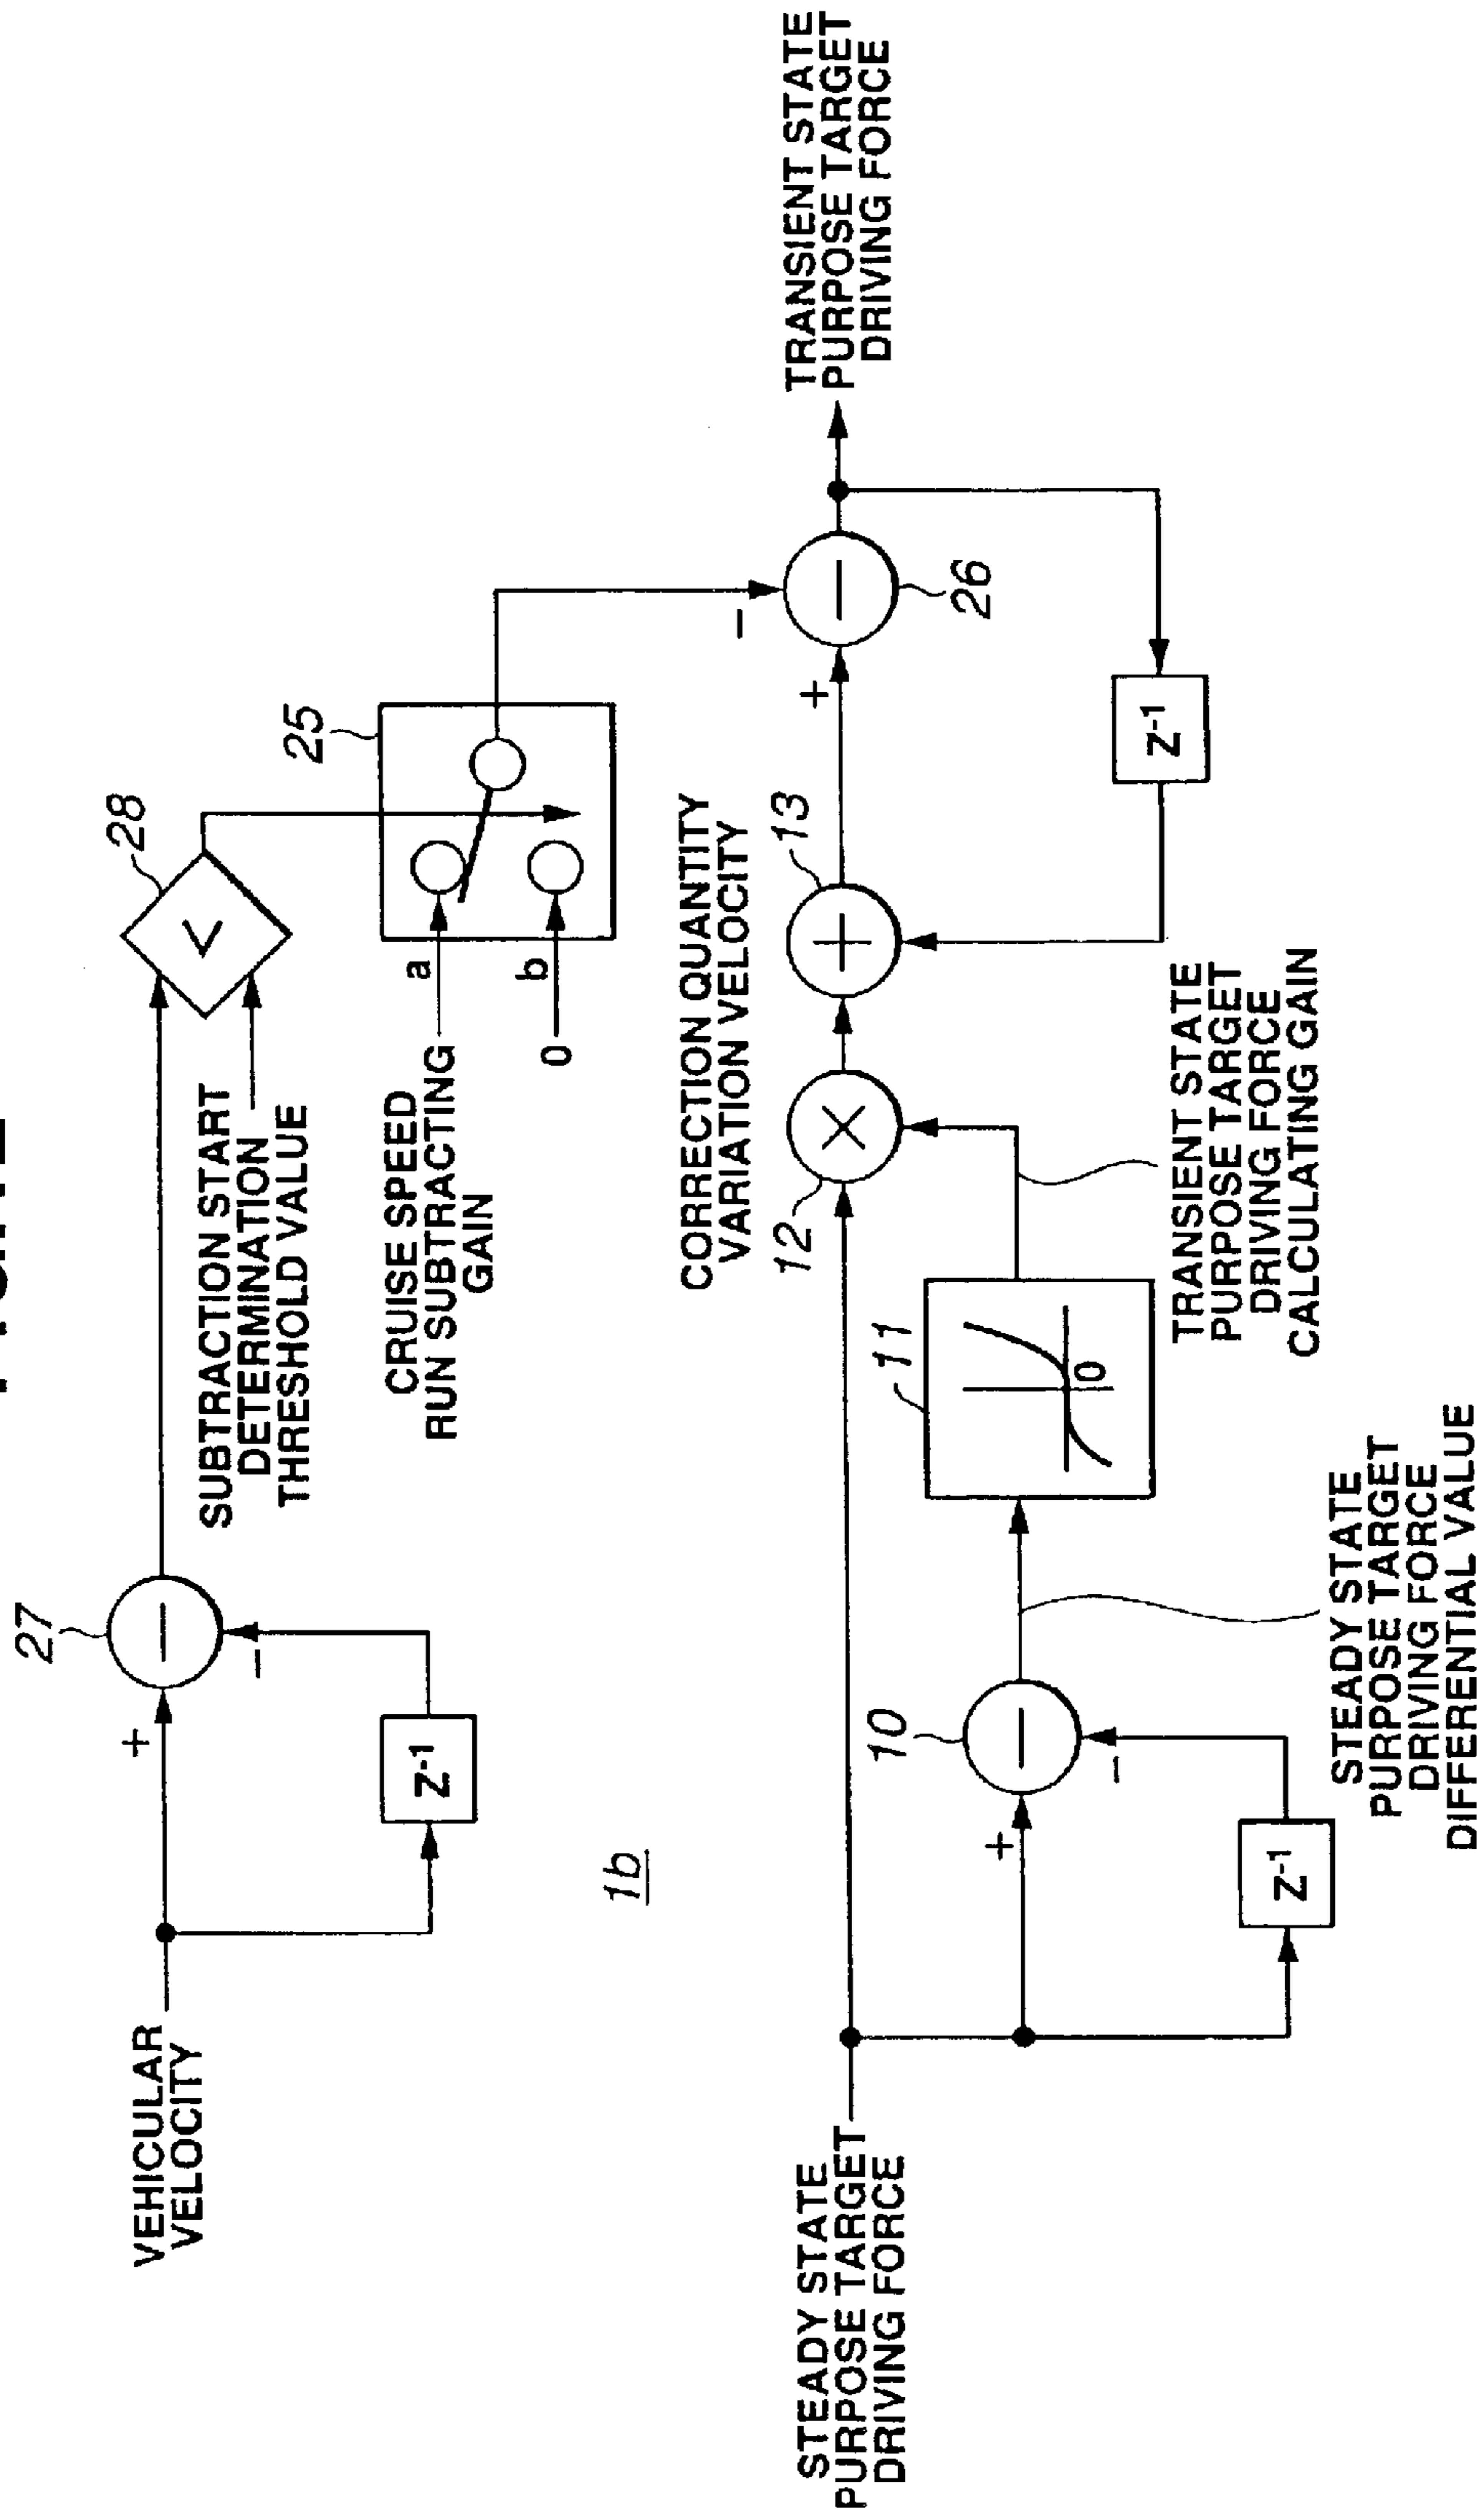 VEHICULAR
VELOCITY
+
−
27
Z-1
SUBTRACTION START
DETERMINATION
THRESHOLD VALUE
<
28
CRUISE SPEED
RUN SUBTRACTING
GAIN
a
0
b
25
1b
STEADY STATE
PURPOSE TARGET
DRIVING FORCE
+
−
10
Z-1
STEADY STATE
PURPOSE TARGET
DRIVING FORCE
DIFFERENTIAL VALUE
11
0
TRANSIENT STATE
PURPOSE TARGET
DRIVING FORCE
CALCULATING GAIN
12
×
CORRECTION QUANTITY
VARIATION VELOCITY
13
+
+
−
26
Z-1
TRANSIENT STATE
PURPOSE TARGET
DRIVING FORCE